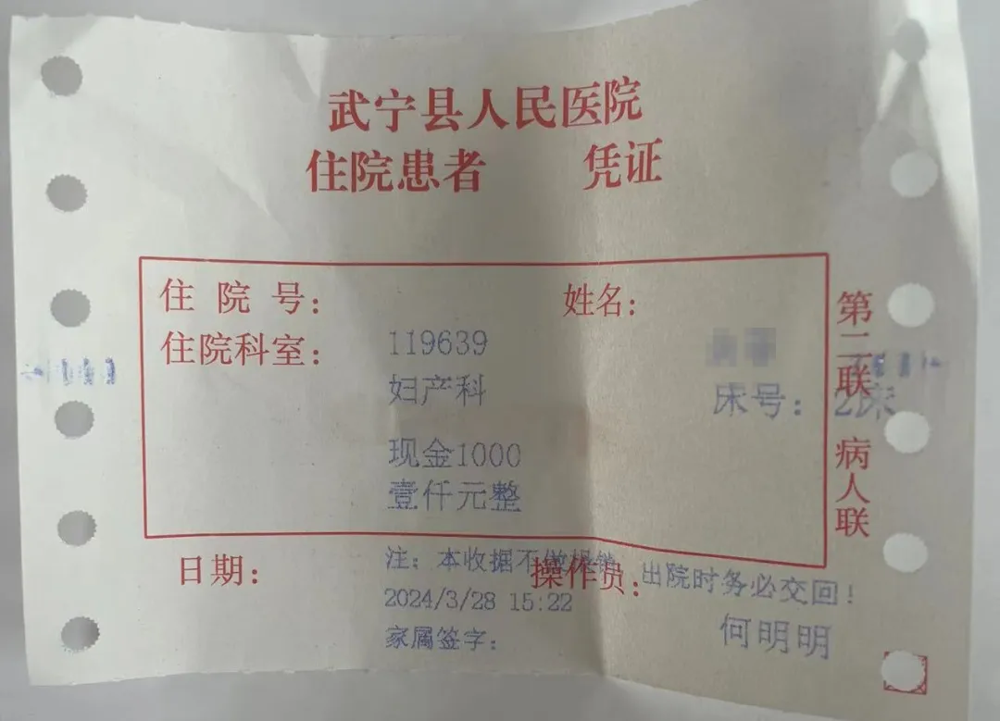 武宁县人民医院
住院患者 凭证
住院号: 姓名:
住院科室: 119639
妇产科 床号: 2床
现金1000
壹仟元整
第二联 病人联
注: 本收据不做报销 出院时务必交回!
日期: 操作员:
2024/3/28 15:22
何明明
家属签字: